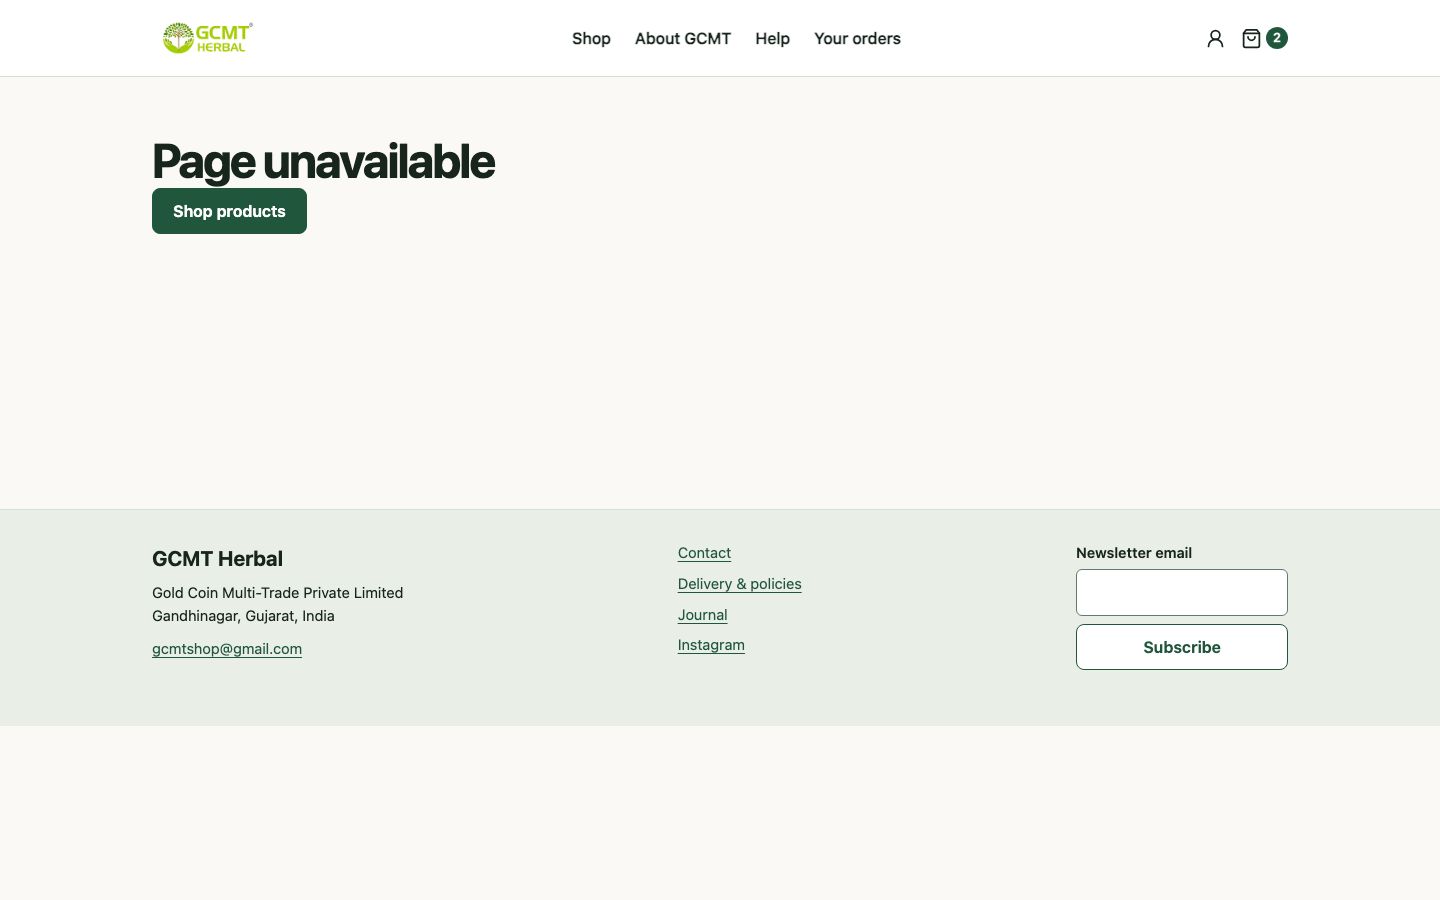 GCMT®
HERBAL
Shop
About GCMT
Help
Your orders
2
Page unavailable
Shop products
GCMT Herbal
Gold Coin Multi-Trade Private Limited
Gandhinagar, Gujarat, India
gcmtshop@gmail.com
Contact
Delivery & policies
Journal
Instagram
Newsletter email
Subscribe